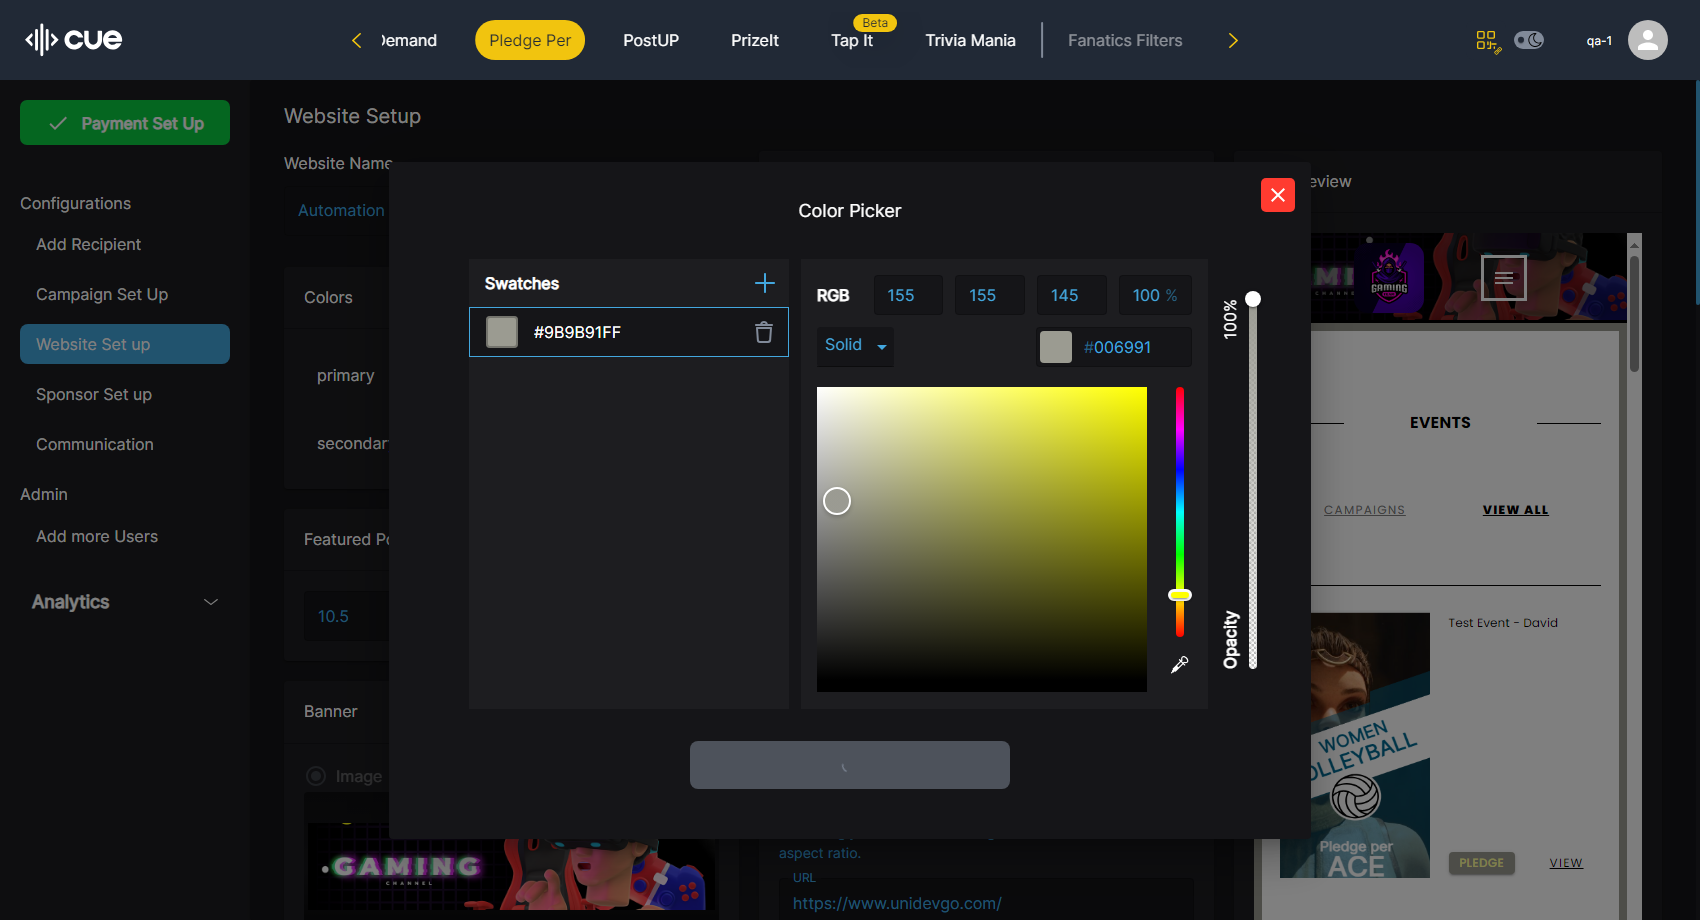 cue
Demand
Pledge Per
PostUP
PrizeIt
Beta
Tap It
Trivia Mania
Fanatics Filters
qa-1
Payment Set Up
Configurations
Add Recipient
Campaign Set Up
Website Set up
Sponsor Set up
Communication
Admin
Add more Users
Analytics
Website Setup
Website Name
Automation
Colors
primary
secondar
Featured Po
10.5
Banner
Image
GAMING
CHANNEL
Color Picker
Swatches
#9B9B91FF
RGB
155
155
145
100 %
Solid
#006991
100%
Opacity
aspect ratio.
URL
https://www.unidevgo.com/
eview
GAMING
EVENTS
CAMPAIGNS
VIEW ALL
Test Event - David
WOMEN
OLLEYBALL
Pledge per
ACE
PLEDGE
VIEW